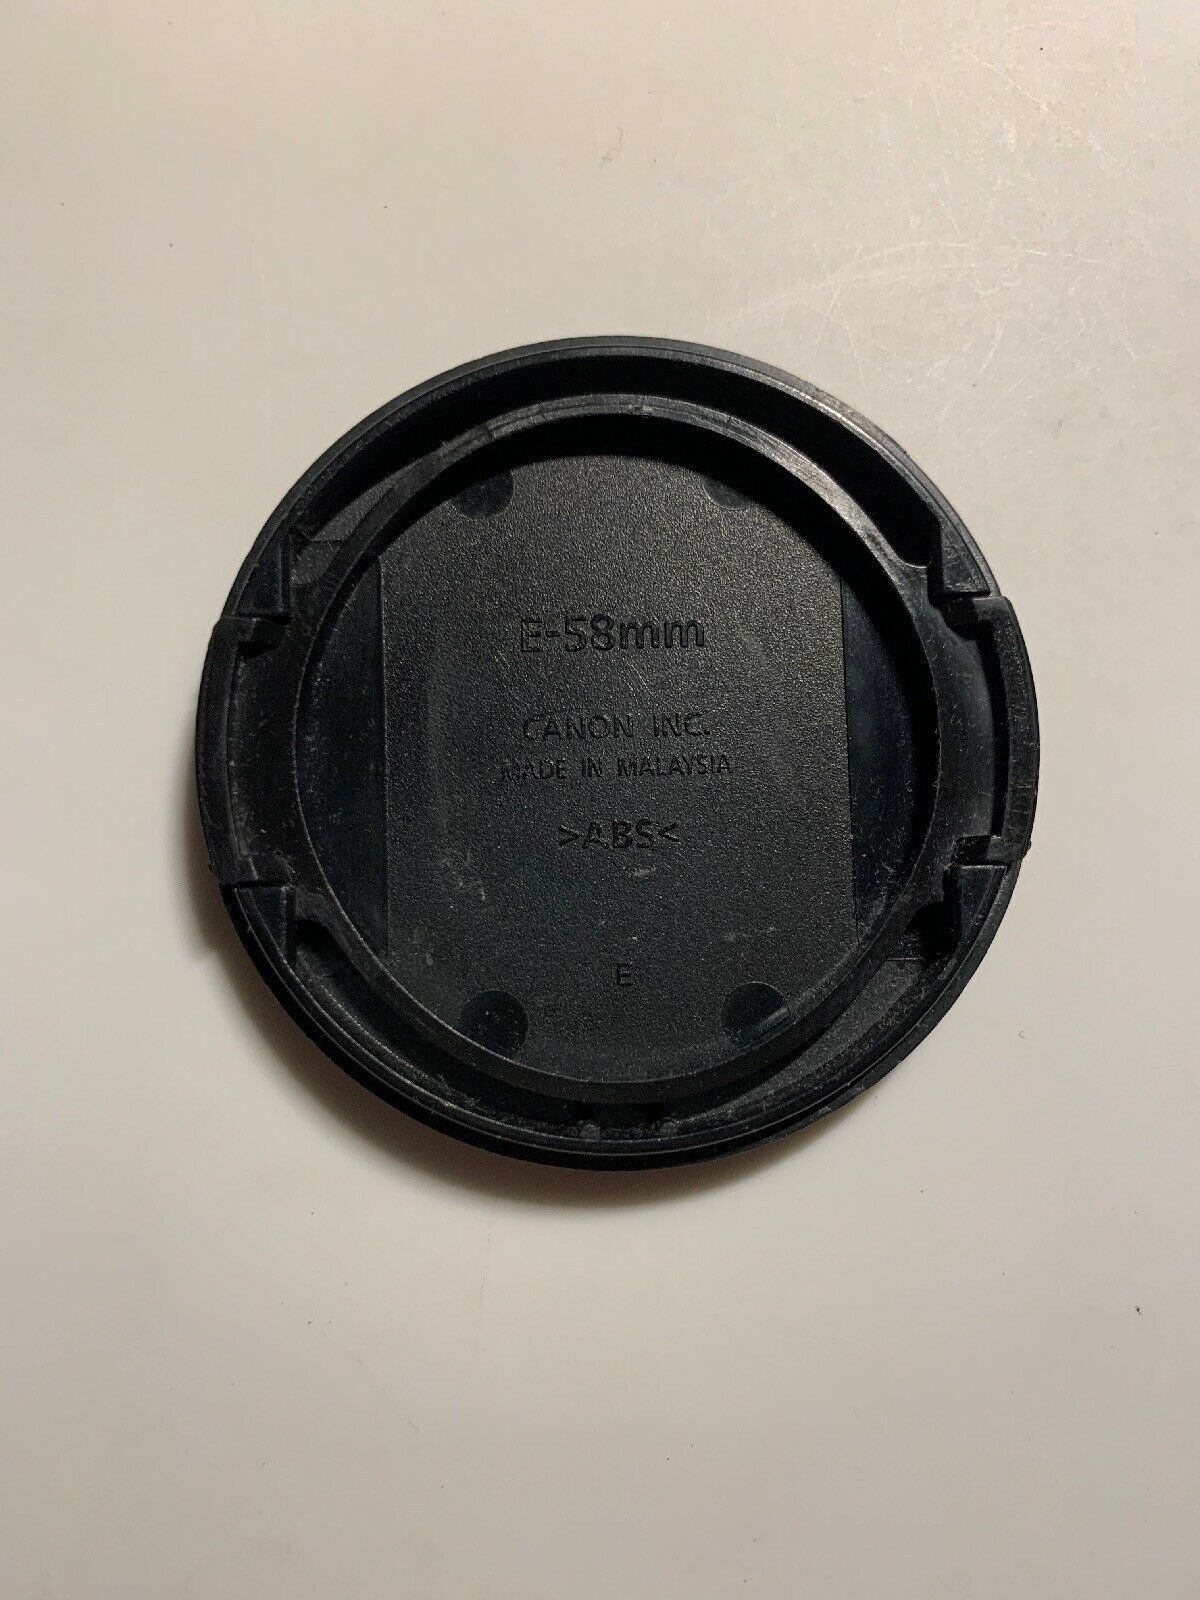 E-58mm
CANON INC.
MADE IN MALAYSIA
>ABS<
E